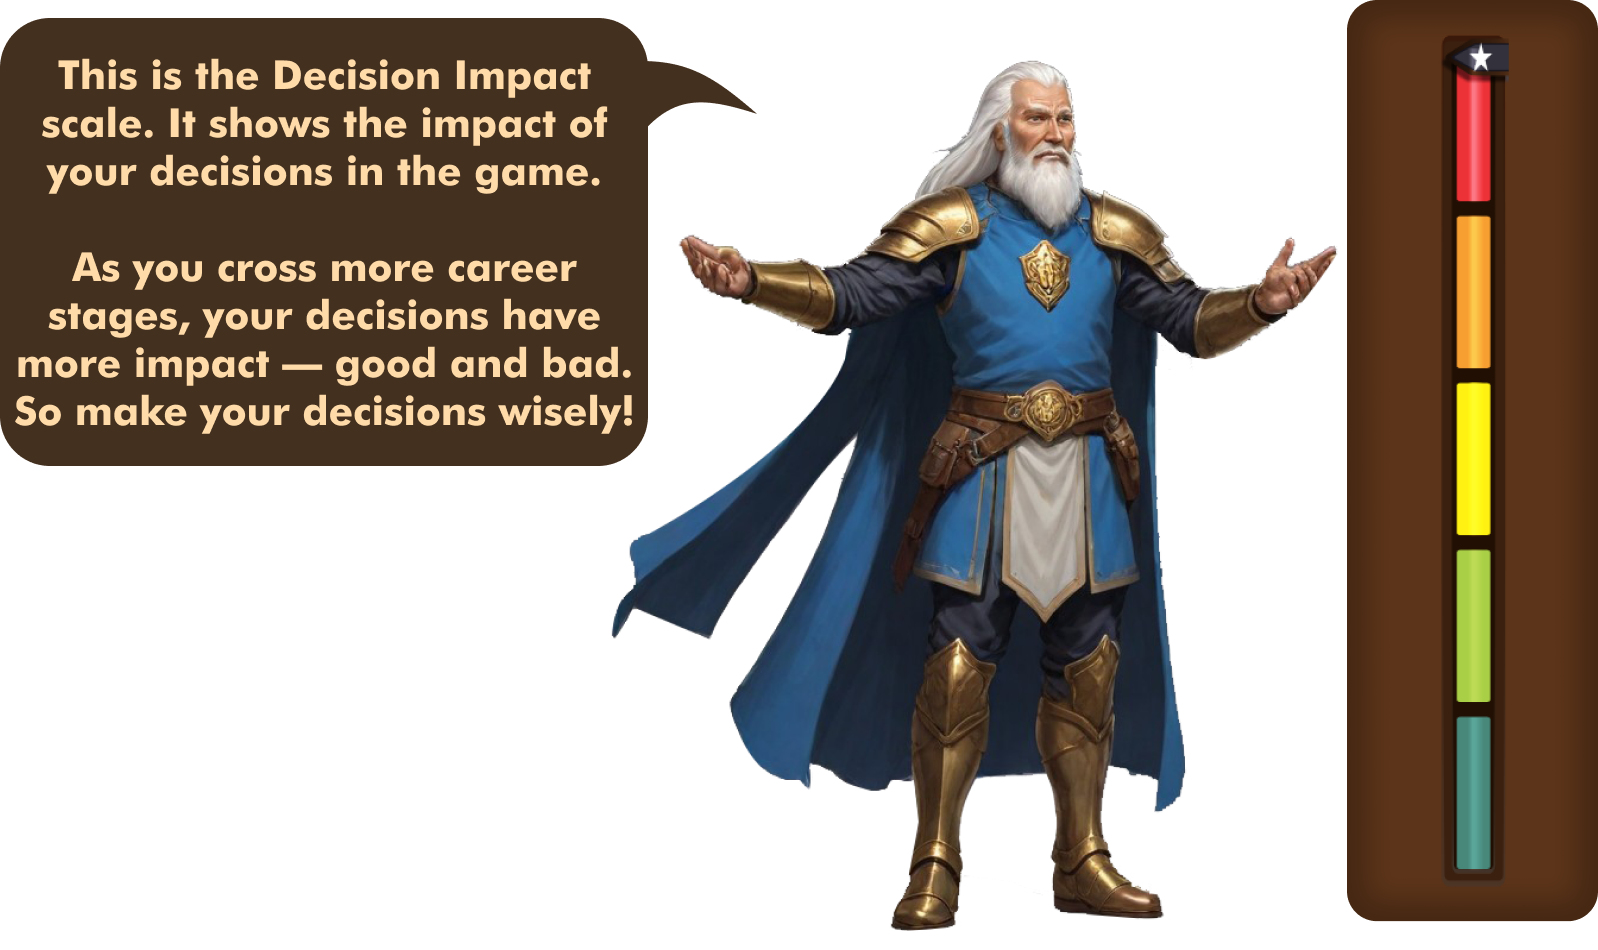 This is the Decision Impact
scale. It shows the impact of
your decisions in the game.
As you cross more career
stages, your decisions have
more impact — good and bad.
So make your decisions wisely!